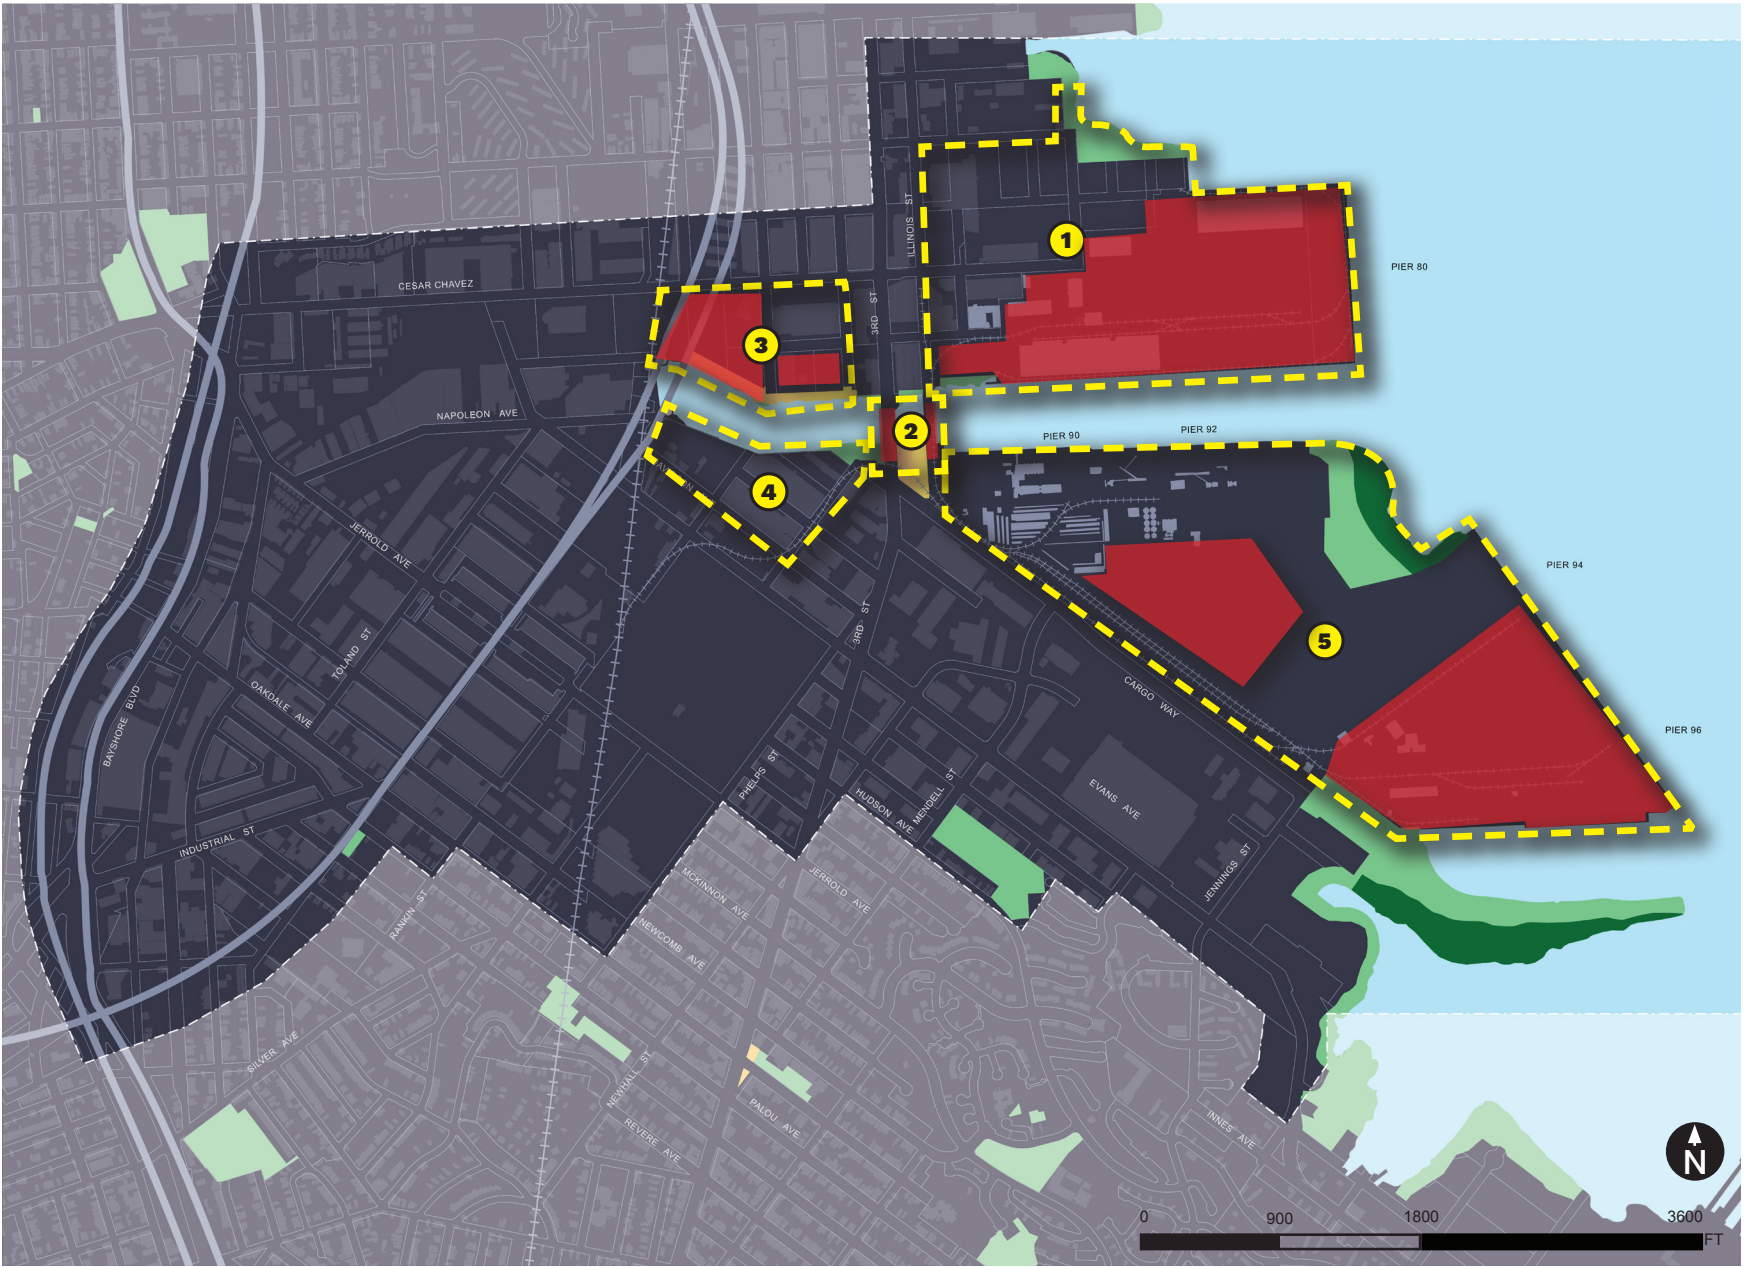 ILLINOIS ST
1
PIER 80
CESAR CHAVEZ
3RD ST
3
NAPOLEON AVE
2
PIER 90
PIER 92
4
JERROLD AVE
PIER 94
3RD ST
5
TOLAND ST
OAKDALE AVE
CARGO WAY
BAYSHORE BLVD
PIER 96
PHELPS ST
HUDSON AVE
MENDELL ST
EVANS AVE
INDUSTRIAL ST
JENNINGS ST
MCKINNON AVE
JERROLD AVE
RANKIN ST
NEWCOMB AVE
SILVER AVE
NEWHALL ST
PALOU AVE
REVERE AVE
INNES AVE
N
0 900 1800 3600
FT